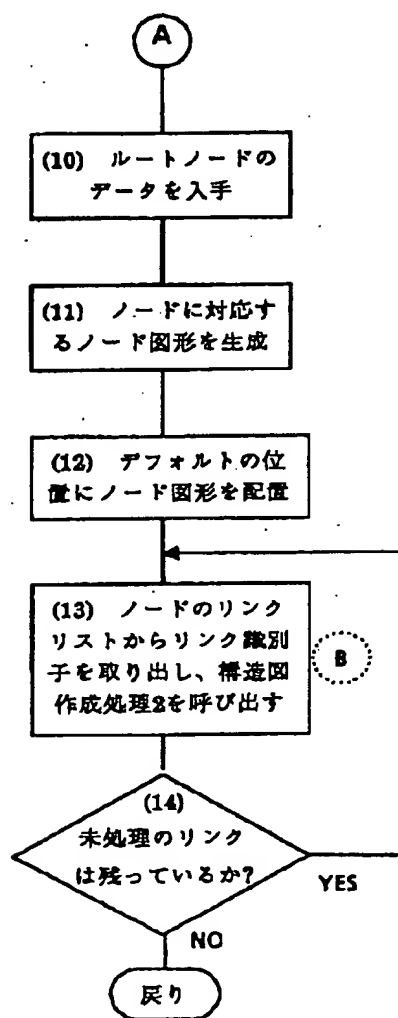 A
(10) ルートノードの
データを入手
(11) ノードに対応す
るノード図形を生成
(12) デフォルトの位
置にノード図形を配置
(13) ノードのリンク
リストからリンク識別
子を取り出し、構造図
作成処理2を呼び出す
B
(14)
未処理のリンク
は残っているか?
YES
NO
戻り